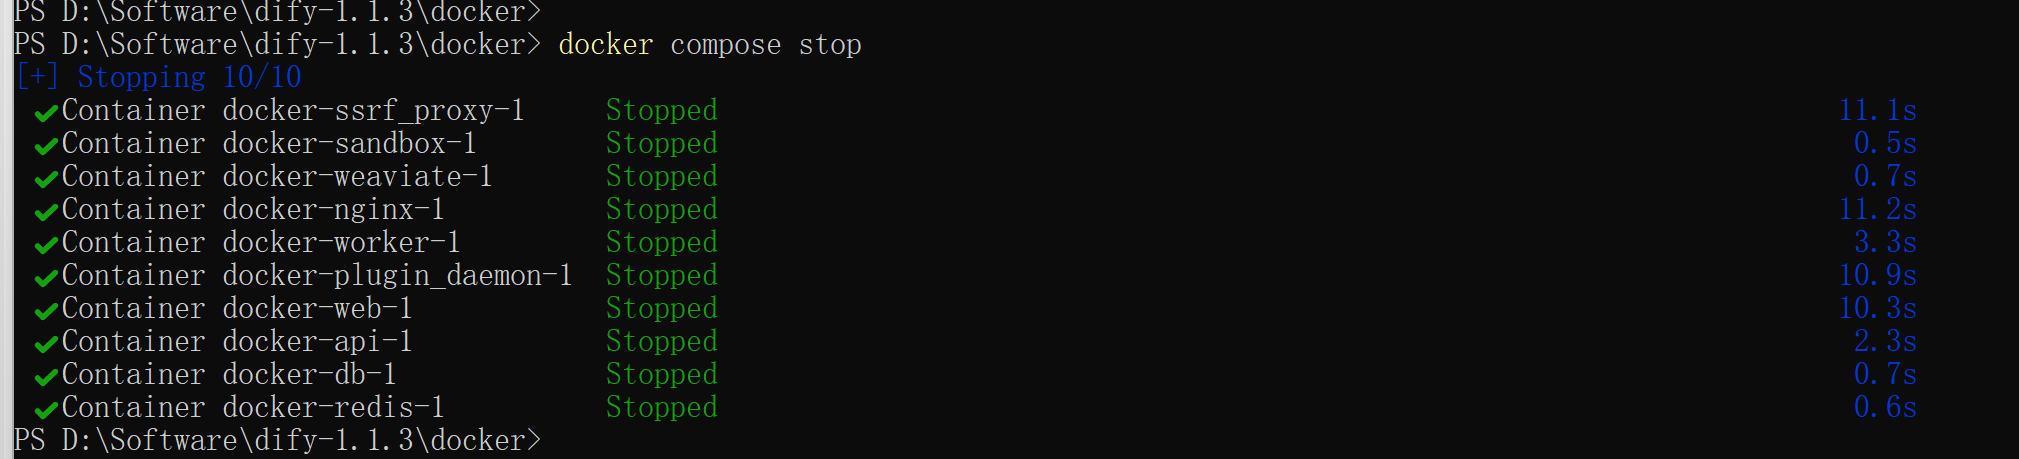 PS D:\Software\dify-1.1.3\docker>
PS D:\Software\dify-1.1.3\docker> docker compose stop
[+] Stopping 10/10
✔Container docker-ssrf_proxy-1 Stopped 11.1s
✔Container docker-sandbox-1 Stopped 0.5s
✔Container docker-weaviate-1 Stopped 0.7s
✔Container docker-nginx-1 Stopped 11.2s
✔Container docker-worker-1 Stopped 3.3s
✔Container docker-plugin_daemon-1 Stopped 10.9s
✔Container docker-web-1 Stopped 10.3s
✔Container docker-api-1 Stopped 2.3s
✔Container docker-db-1 Stopped 0.7s
✔Container docker-redis-1 Stopped 0.6s
PS D:\Software\dify-1.1.3\docker>